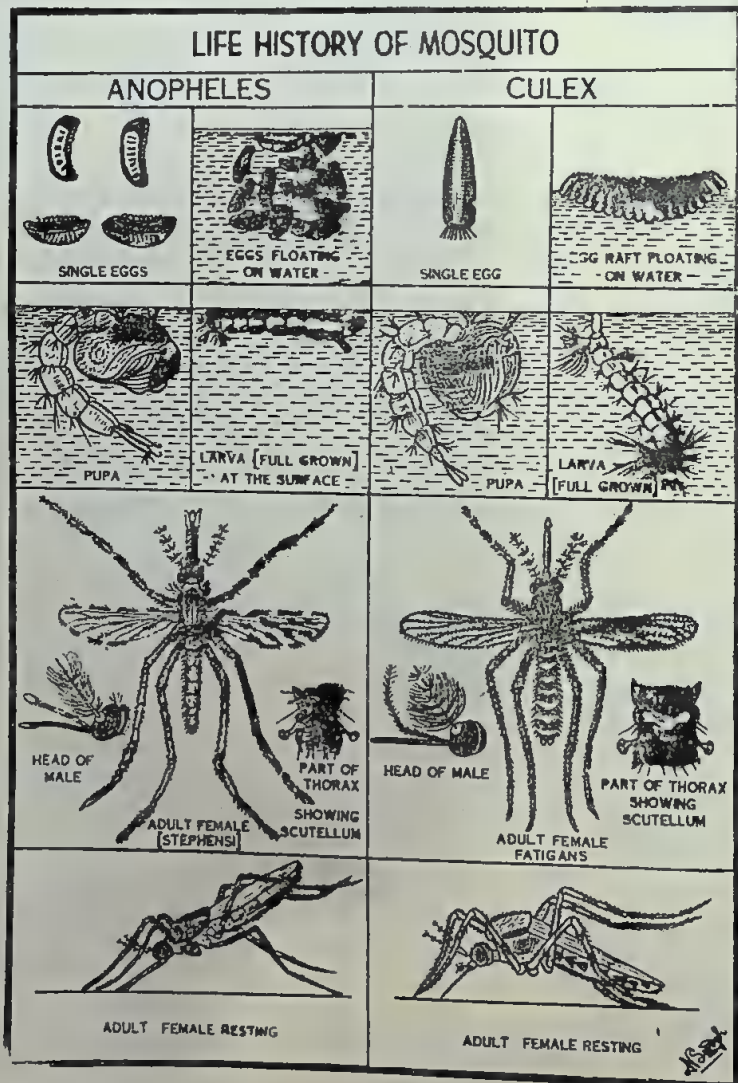 LIFE HISTORY OF MOSQUITO
ANOPHELES
CULEX
SINGLE EGGS
EGGS FLOATING
ON WATER
SINGLE EGG
EGG RAFT FLOATING
ON WATER
PUPA
LARVA [FULL GROWN]
AT THE SURFACE
PUPA
LARVA
[FULL GROWN]
HEAD OF
MALE
PART OF
THORAX
SHOWING
SCUTELLUM
ADULT FEMALE
[STEPHENSI]
HEAD OF MALE
PART OF THORAX
SHOWING
SCUTELLUM
ADULT FEMALE
FATIGANS
ADULT FEMALE RESTING
ADULT FEMALE RESTING